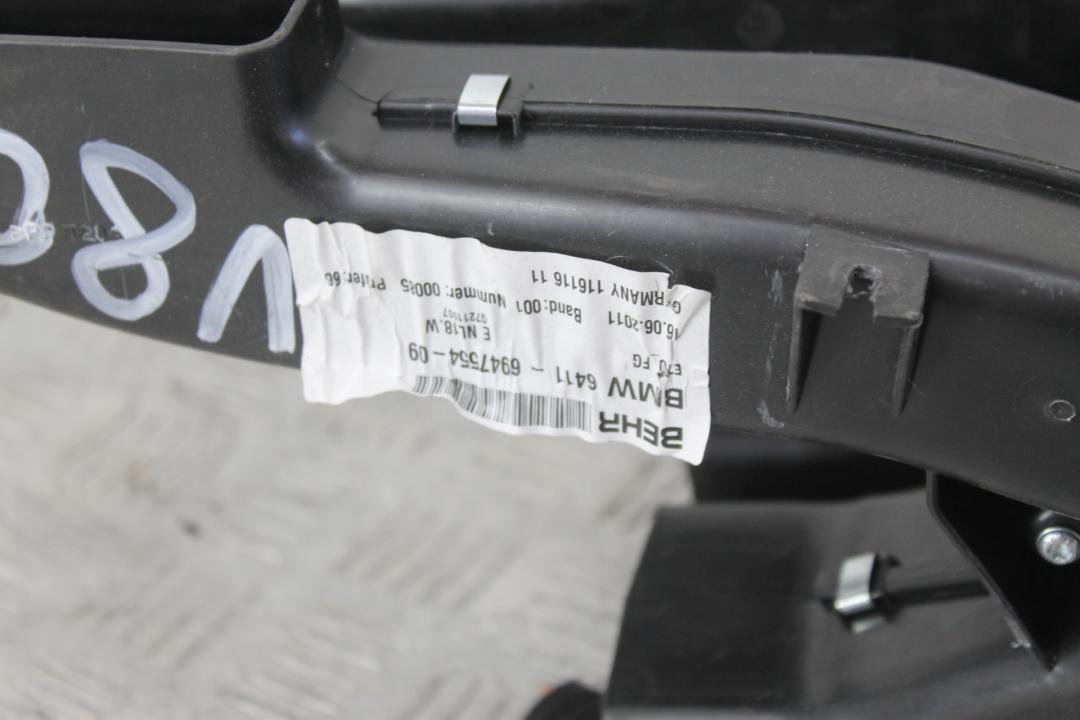 BEHR
BMW 6411 - 6947554-09
E70_FG
E NL18.W
07211107
16.06.2011 Band:001 Nummer:00085 Prüfer:66
GERMANY 116116 11